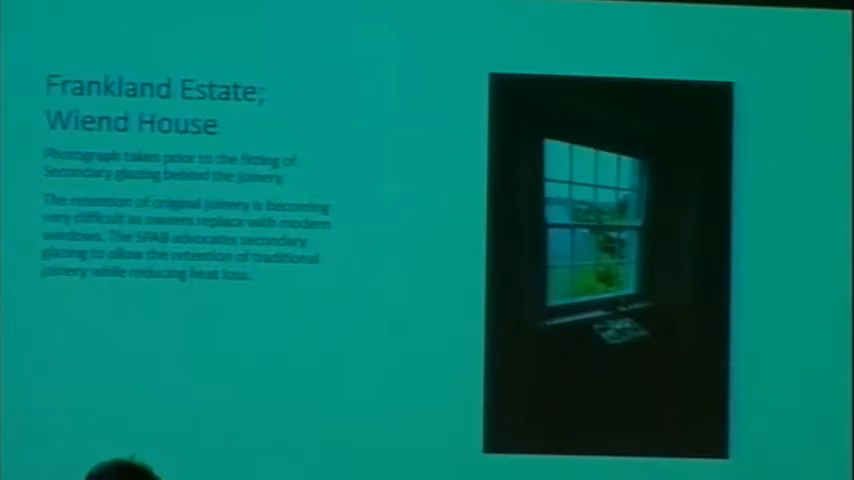 Frankland Estate;
Wiend House
Photograph taken prior to the fitting of
Secondary glazing behind the joinery.
The retention of original joinery is becoming
very difficult as owners replace with modern
windows. The SPAB advocates secondary
glazing to allow the retention of traditional
joinery while reducing heat loss.